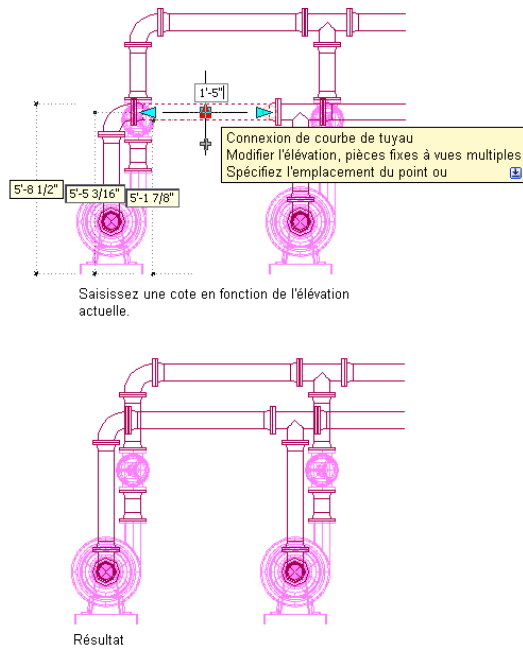 1'-5"
Connexion de courbe de tuyau
Modifier l'élévation, pièces fixes à vues multiples
Spécifiez l'emplacement du point ou
5'-8 1/2"
5'-5 3/16"
5'-1 7/8"
Saisissez une cote en fonction de l'élévation
actuelle.
Résultat